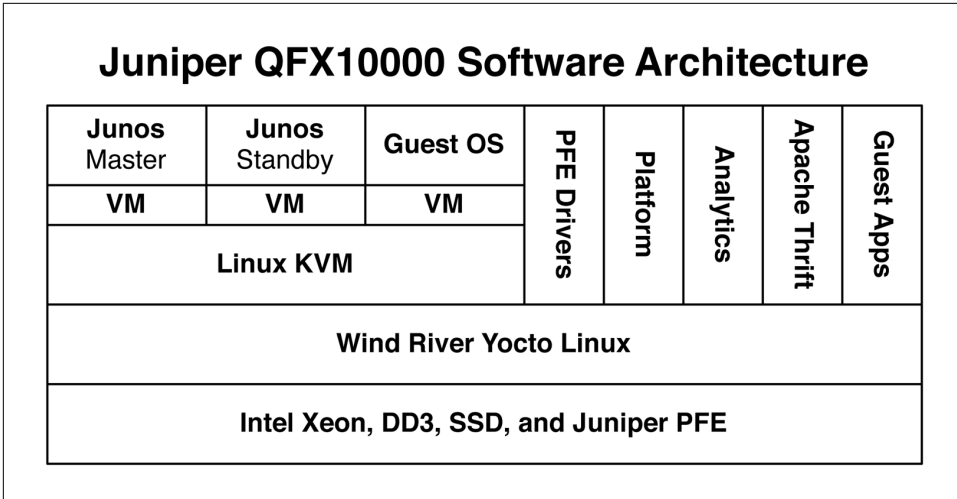 Juniper QFX10000 Software Architecture
Junos
Master
Junos
Standby
Guest OS
VM
VM
VM
Linux KVM
PFE Drivers
Platform
Analytics
Apache Thrift
Guest Apps
Wind River Yocto Linux
Intel Xeon, DD3, SSD, and Juniper PFE